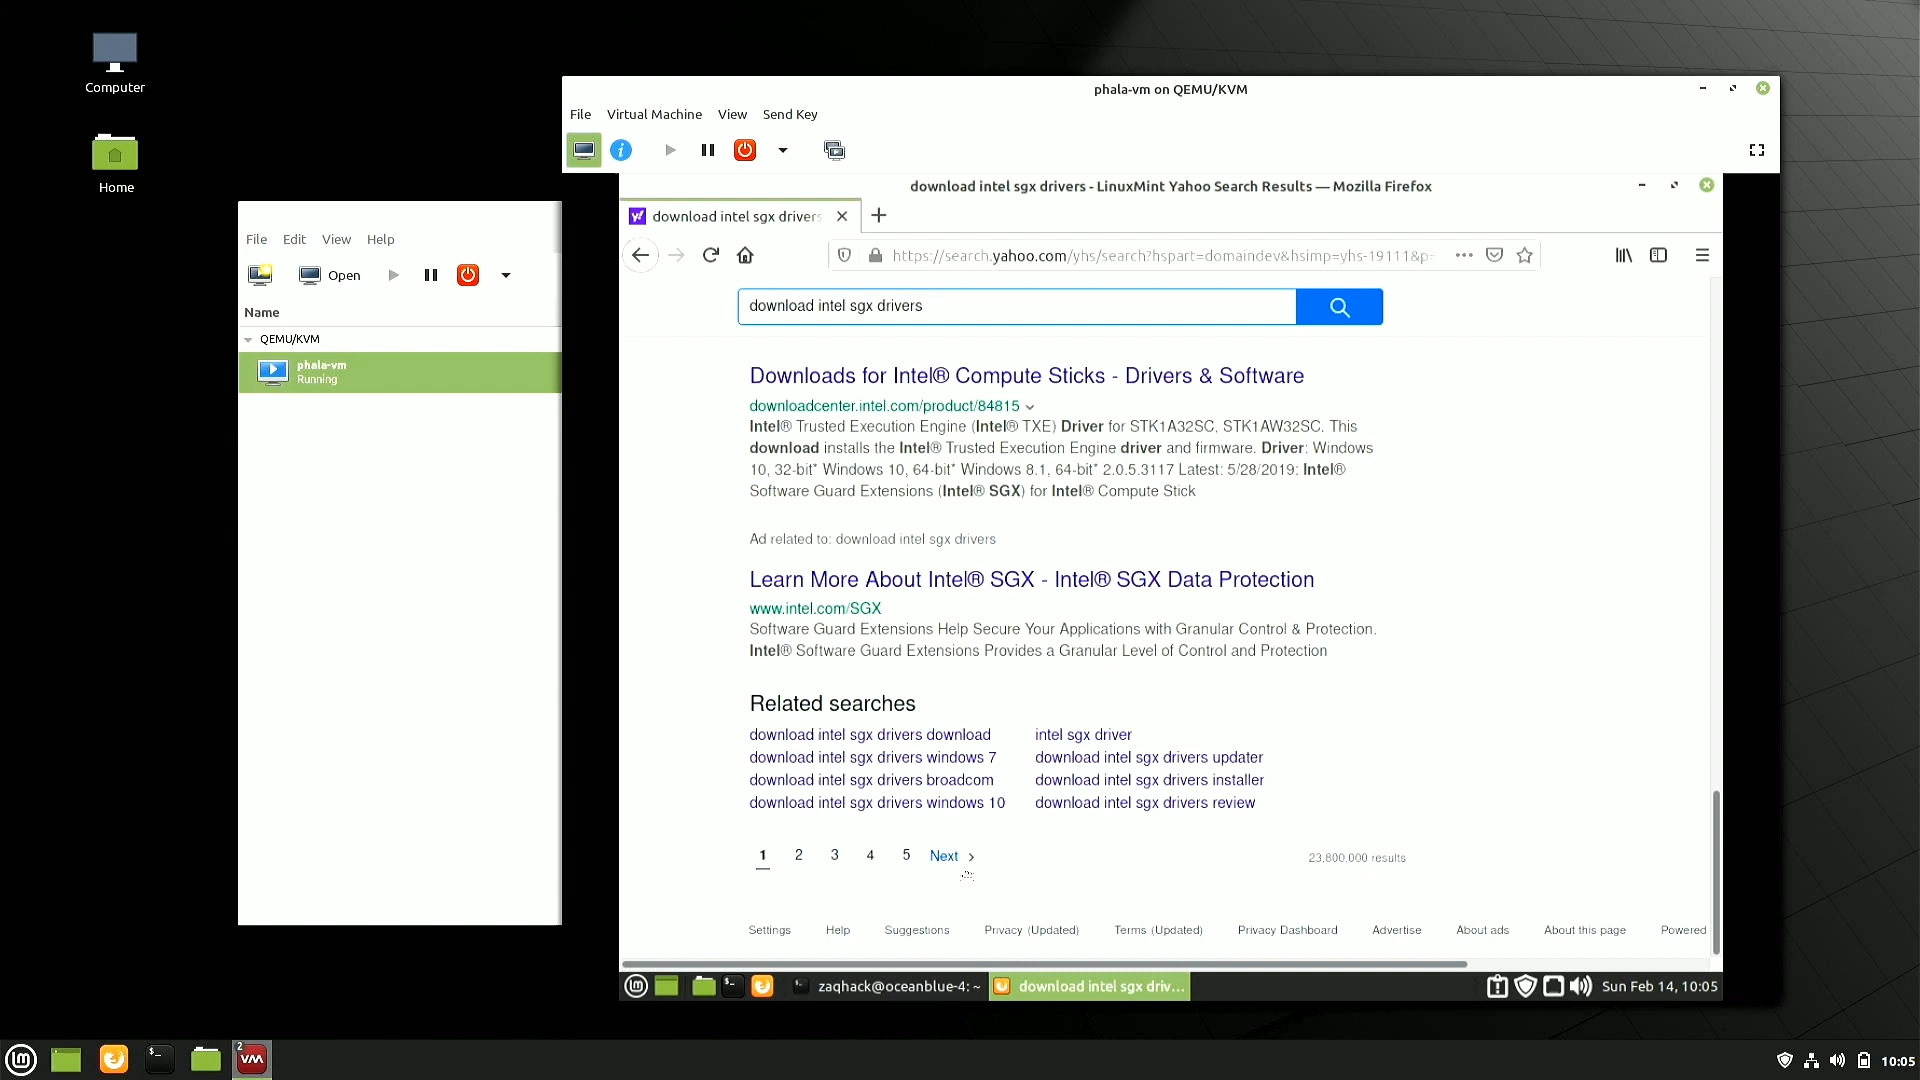 Computer
Home
File Edit View Help
Open
Name
QEMU/KVM
phala-vm
Running
phala-vm on QEMU/KVM
File Virtual Machine View Send Key
download intel sgx drivers - LinuxMint Yahoo Search Results — Mozilla Firefox
download intel sgx drivers
https://search.yahoo.com/yhs/search?hspart=domaindev&hsimp=yhs-19111&p=
download intel sgx drivers
Downloads for Intel® Compute Sticks - Drivers & Software
downloadcenter.intel.com/product/84815
Intel® Trusted Execution Engine (Intel® TXE) Driver for STK1A32SC, STK1AW32SC. This
download installs the Intel® Trusted Execution Engine driver and firmware. Driver: Windows
10, 32-bit* Windows 10, 64-bit* Windows 8.1, 64-bit* 2.0.5.3117 Latest: 5/28/2019: Intel®
Software Guard Extensions (Intel® SGX) for Intel® Compute Stick
Ad related to: download intel sgx drivers
Learn More About Intel® SGX - Intel® SGX Data Protection
www.intel.com/SGX
Software Guard Extensions Help Secure Your Applications with Granular Control & Protection.
Intel® Software Guard Extensions Provides a Granular Level of Control and Protection
Related searches
download intel sgx drivers download intel sgx driver
download intel sgx drivers windows 7 download intel sgx drivers updater
download intel sgx drivers broadcom download intel sgx drivers installer
download intel sgx drivers windows 10 download intel sgx drivers review
1 2 3 4 5 Next >
23,800,000 results
Settings Help Suggestions Privacy (Updated) Terms (Updated) Privacy Dashboard Advertise About ads About this page Powered
zaqhack@oceanblue-4: ~ download intel sgx driv... Sun Feb 14, 10:05
2 VM 10:05